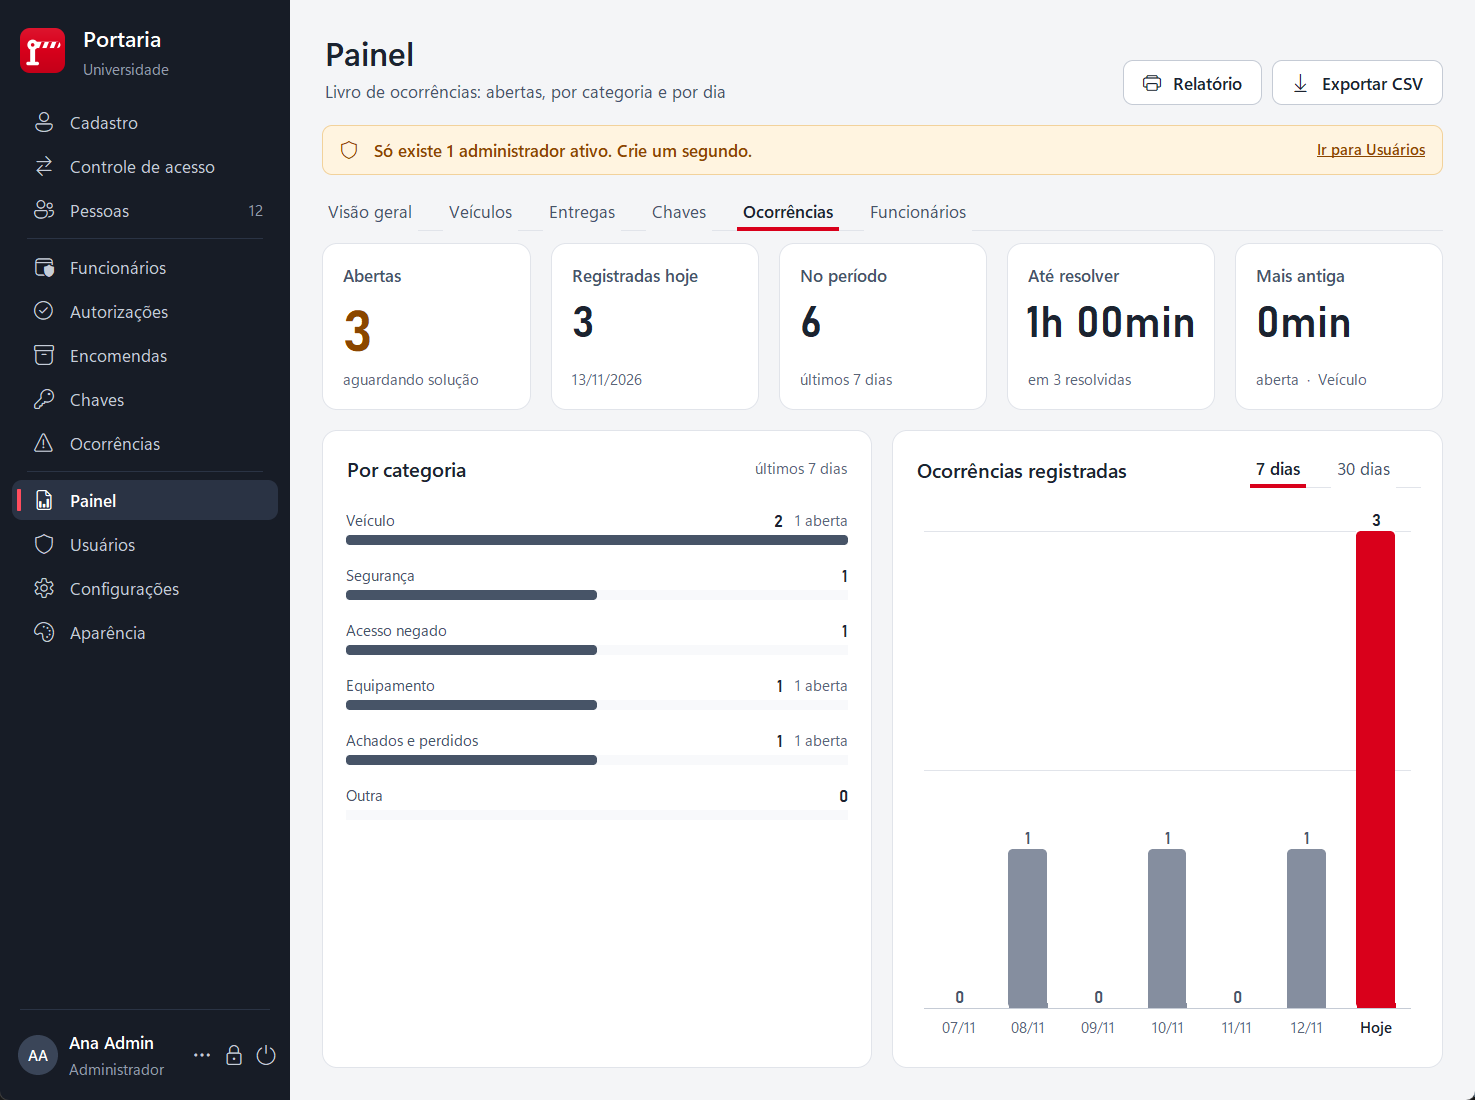 Portaria
Universidade
Cadastro
Controle de acesso
Pessoas 12
Funcionários
Autorizações
Encomendas
Chaves
Ocorrências
Painel
Usuários
Configurações
Aparência
AA
Ana Admin
Administrador
Painel
Livro de ocorrências: abertas, por categoria e por dia
Relatório
Exportar CSV
Só existe 1 administrador ativo. Crie um segundo.
Ir para Usuários
Visão geral Veículos Entregas Chaves Ocorrências Funcionários
Abertas
3
aguardando solução
Registradas hoje
3
13/11/2026
No período
6
últimos 7 dias
Até resolver
1h 00min
em 3 resolvidas
Mais antiga
0min
aberta · Veículo
Por categoria últimos 7 dias
Veículo 2 1 aberta
Segurança 1
Acesso negado 1
Equipamento 1 1 aberta
Achados e perdidos 1 1 aberta
Outra 0
Ocorrências registradas 7 dias 30 dias
3
1 1 1
0 0 0
07/11 08/11 09/11 10/11 11/11 12/11 Hoje